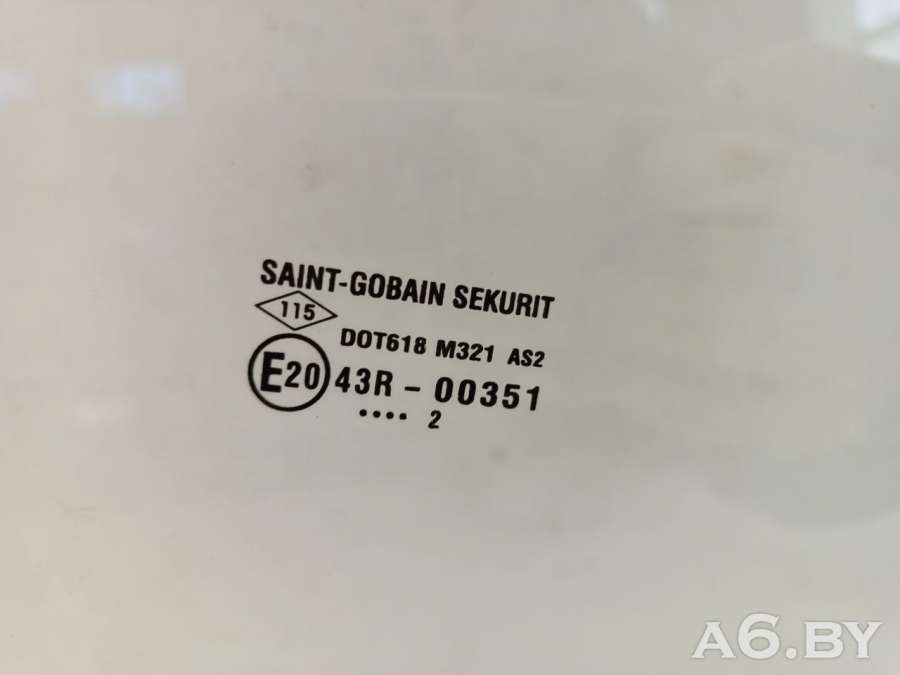 SAINT-GOBAIN SEKURIT
115
DOT618 M321 AS2
E20 43R - 00351
•••• 2
A6.BY